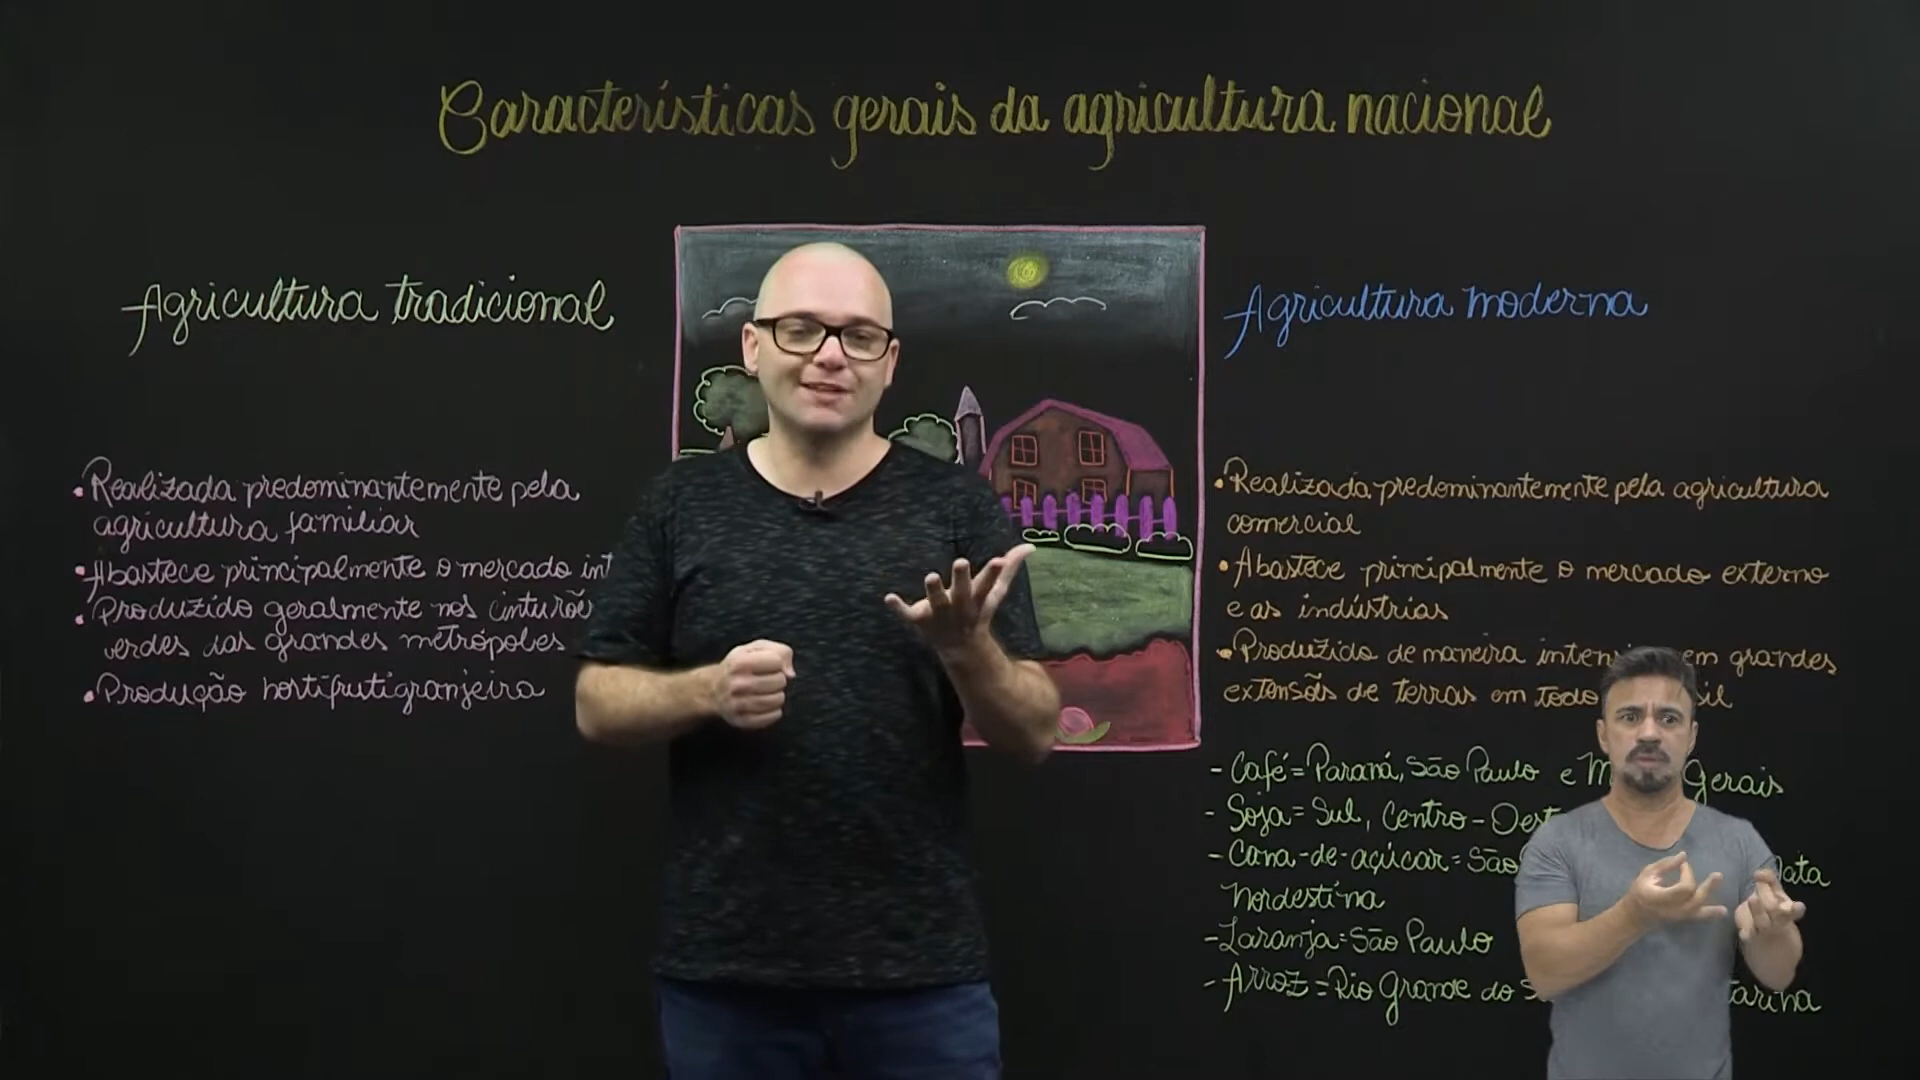 Características gerais da agricultura nacional
Agricultura tradicional
• Realizada predominantemente pela
agricultura familiar
• Abastece principalmente o mercado
• Produzido geralmente nos
verdes das grandes metrópoles
• Produção hortifrutigranjeira
Agricultura moderna
• Realizada predominantemente pela agricultura
comercial
• Abastece principalmente o mercado externo
e as indústrias
• Produzido de maneira em grandes
extensões de terras em todo
- Café = Paraná, São Paulo e Gerais
- Soja = Sul, Centro-
- Cana-de-açúcar = São
Nordestina
- Laranja = São Paulo
- Arroz = Rio Grande do